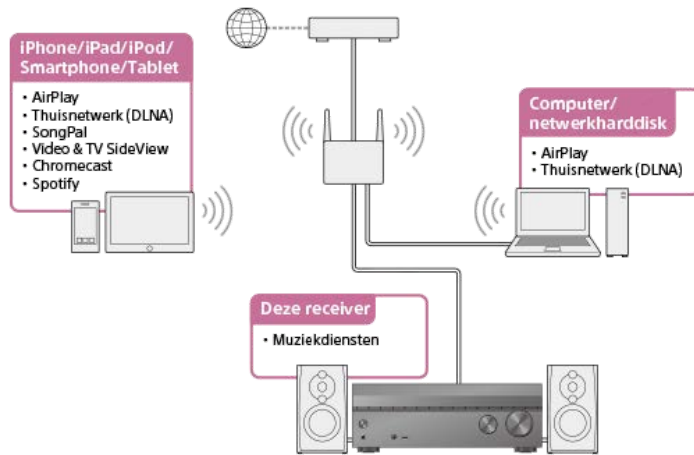 iPhone/iPad/iPod/
Smartphone/Tablet
・AirPlay
・Thuisnetwerk (DLNA)
・SongPal
・Video & TV SideView
・Chromecast
・Spotify
Computer/
netwerkharddisk
・AirPlay
・Thuisnetwerk (DLNA)
Deze receiver
・Muziekdiensten